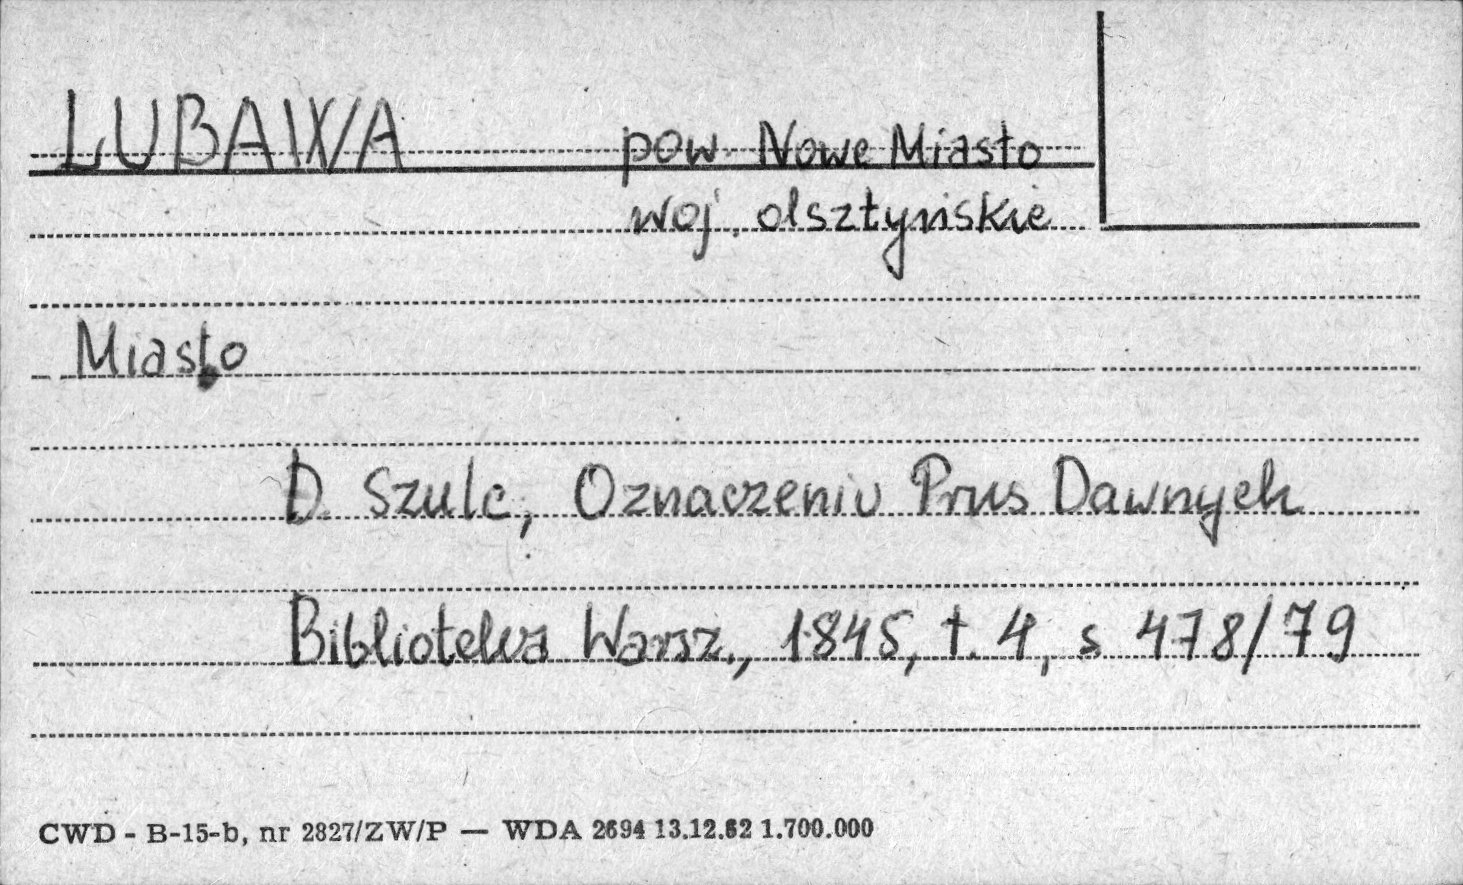 LUBAWA pow. Nowe Miasto
woj. olsztyńskie
Miasto
D. Szulc, Oznaczeniu Prus Dawnych
Biblioteka Warsz., 1845, t. 4, s 478/79
CWD - B-15-b, nr 2827/ZW/P — WDA 2694 13.12.62 1.700.000